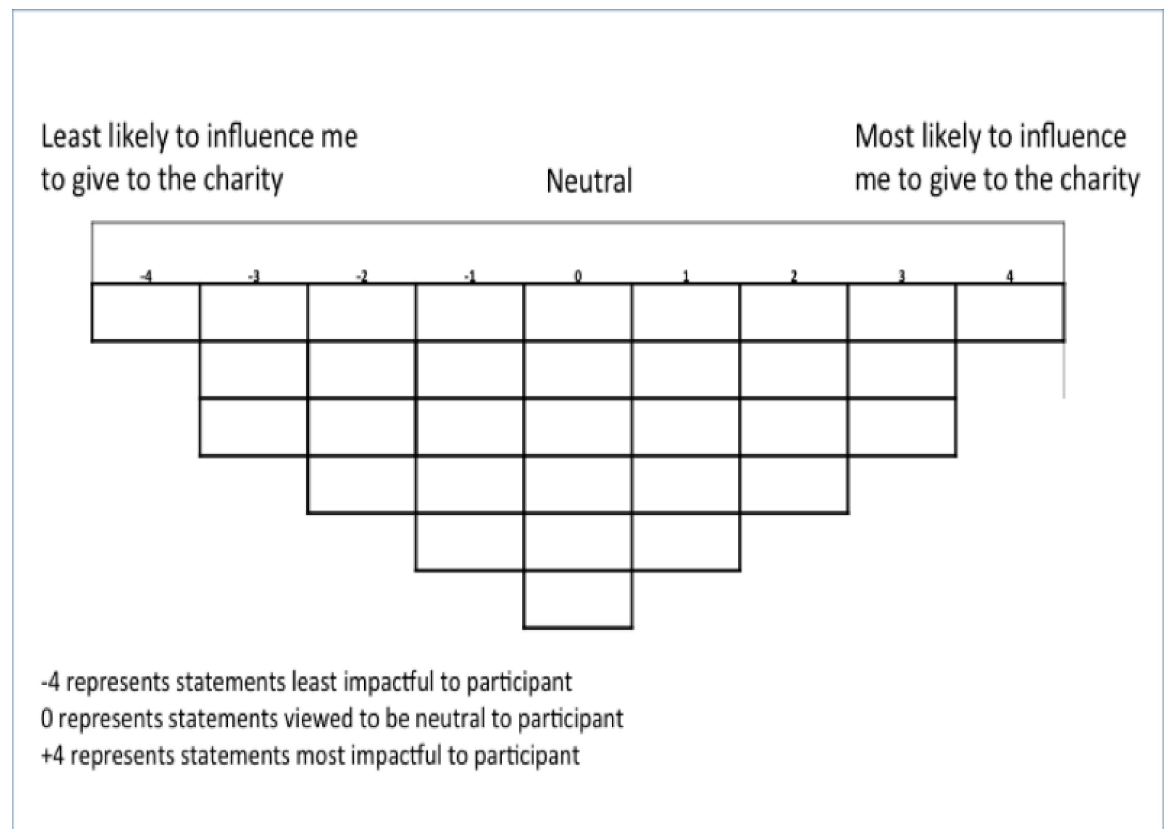 Least likely to influence me
to give to the charity
Neutral
Most likely to influence
me to give to the charity
-4 -3 -2 -1 0 1 2 3 4
-4 represents statements least impactful to participant
0 represents statements viewed to be neutral to participant
+4 represents statements most impactful to participant